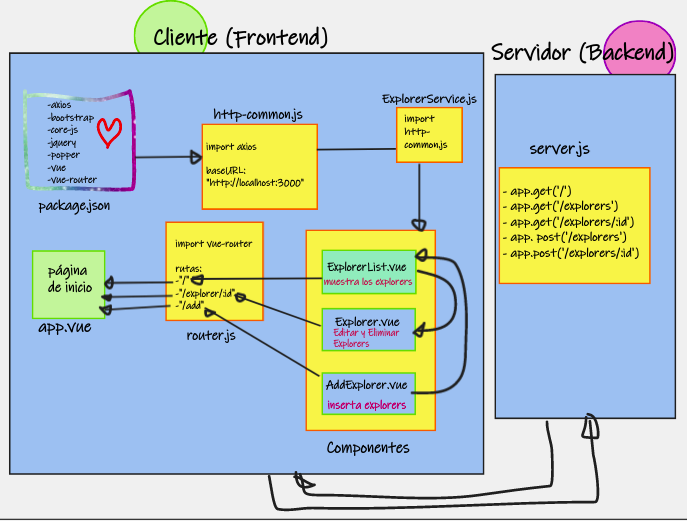 Cliente (Frontend)
Servidor (Backend)
-axios
-bootstrap
-core-js
-jquery
-popper
-vue
-vue-router
package.json
http-common.js
import axios
baseURL:
"http://localhost:3000"
ExplorerService.js
import
http-
common.js
server.js
- app.get('/')
- app.get('/explorers')
- app.get('/explorers/:id')
- app. post('/explorers')
- app.post('/explorers/:id')
página
de inicio
app.vue
import vue-router
rutas:
-"/"
-"/explorer/:id"
-"/add"
router.js
ExplorerList.vue
muestra los explorers
Explorer.vue
Editar y Eliminar
Explorers
AddExplorer.vue
inserta explorers
Componentes